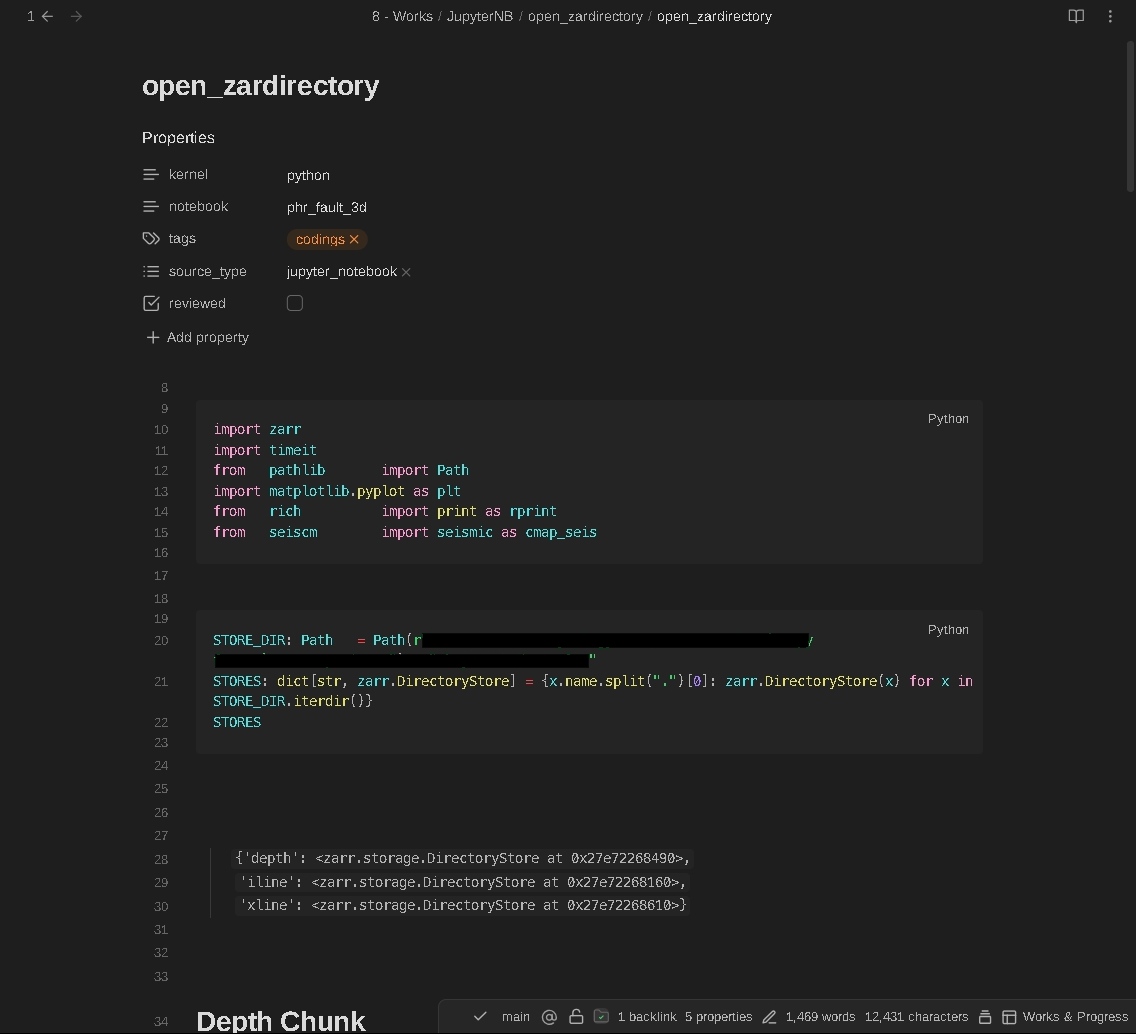 1
8 - Works / JupyterNB / open_zardirectory / open_zardirectory
open_zardirectory
Properties
kernel python
notebook phr_fault_3d
tags codings
source_type jupyter_notebook
reviewed
Add property
8
9
Python
10 import zarr
11 import timeit
12 from   pathlib       import Path
13 import matplotlib.pyplot as plt
14 from   rich          import print as rprint
15 from   seiscm        import seismic as cmap_seis
16
17
18
19
Python
20 STORE_DIR: Path   = Path(r
"
21 STORES: dict[str, zarr.DirectoryStore] = {x.name.split(".")[0]: zarr.DirectoryStore(x) for x in
STORE_DIR.iterdir()}
22 STORES
23
24
25
26
27
28 {'depth': <zarr.storage.DirectoryStore at 0x27e72268490>,
29 'iline': <zarr.storage.DirectoryStore at 0x27e72268160>,
30 'xline': <zarr.storage.DirectoryStore at 0x27e72268610>}
31
32
33
34 Depth Chunk
main 1 backlink 5 properties 1,469 words 12,431 characters Works & Progress